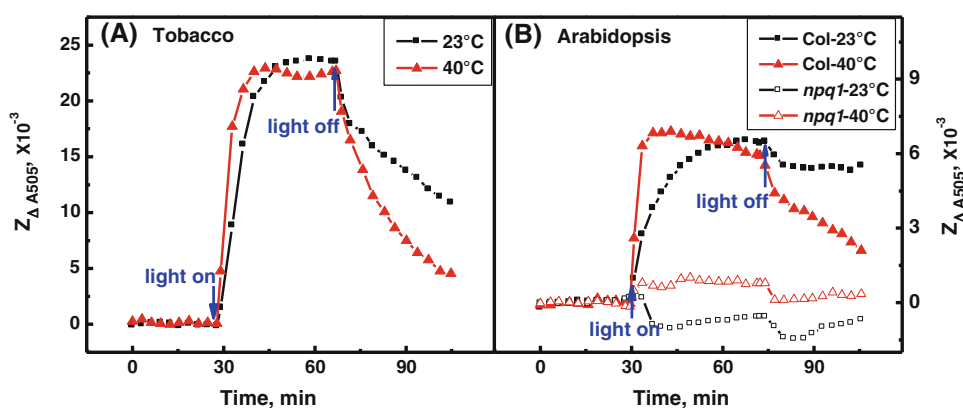 (A) Tobacco
23°C
40°C
25
20
15
10
5
0
Z Δ A505, X10⁻³
light on
light off
0 30 60 90
Time, min
(B) Arabidopsis
Col-23°C
Col-40°C
npq1-23°C
npq1-40°C
light on
light off
9
6
3
0
Z Δ A505, X10⁻³
0 30 60 90
Time, min